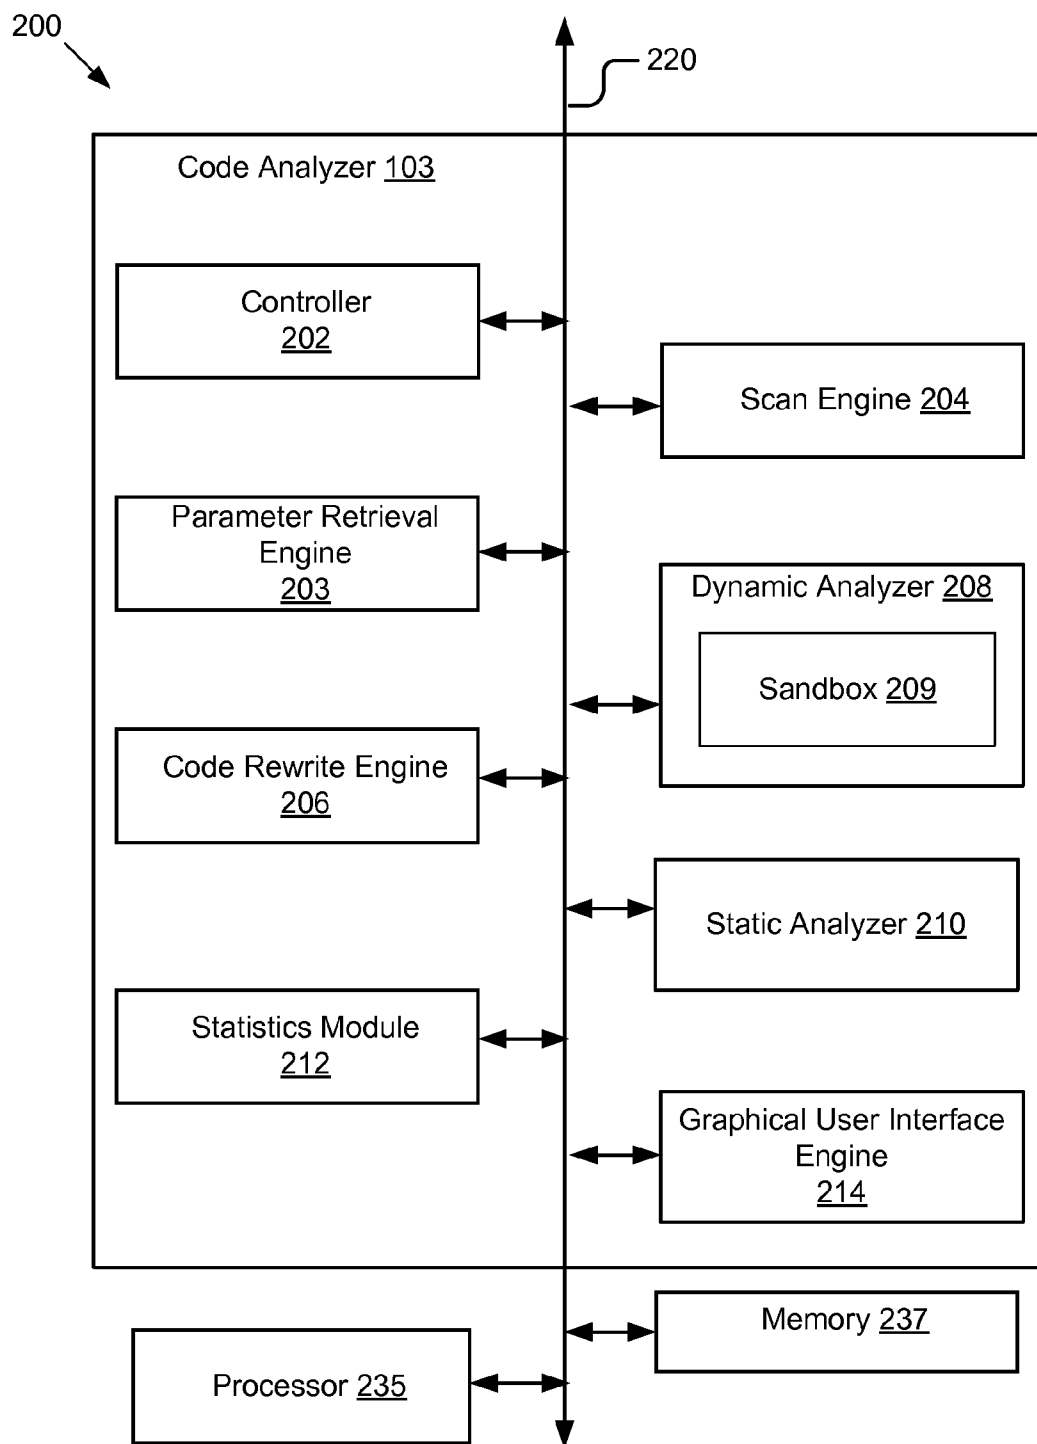 200
220
Code Analyzer 103
Controller
202
Scan Engine 204
Parameter Retrieval
Engine
203
Dynamic Analyzer 208
Sandbox 209
Code Rewrite Engine
206
Static Analyzer 210
Statistics Module
212
Graphical User Interface
Engine
214
Memory 237
Processor 235